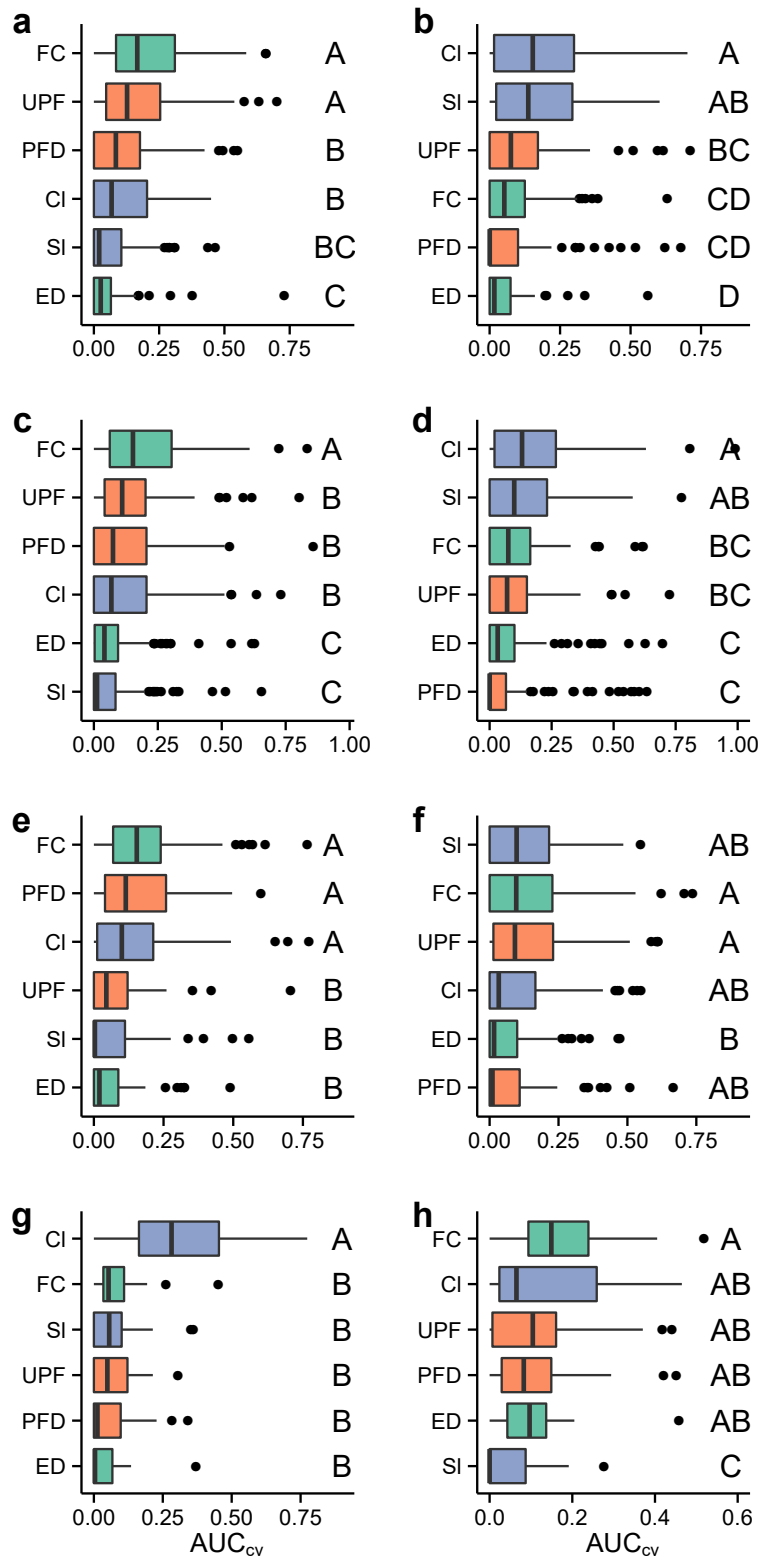 a
FC A
UPF A
PFD B
CI B
SI BC
ED C
0.00 0.25 0.50 0.75
b
CI A
SI AB
UPF BC
FC CD
PFD CD
ED D
0.00 0.25 0.50 0.75
c
FC A
UPF B
PFD B
CI B
ED C
SI C
0.00 0.25 0.50 0.75 1.00
d
CI A
SI AB
FC BC
UPF BC
ED C
PFD C
0.00 0.25 0.50 0.75 1.00
e
FC A
PFD A
CI A
UPF B
SI B
ED B
0.00 0.25 0.50 0.75
f
SI AB
FC A
UPF A
CI AB
ED B
PFD AB
0.00 0.25 0.50 0.75
g
CI A
FC B
SI B
UPF B
PFD B
ED B
0.00 0.25 0.50 0.75
AUCcv
h
FC A
CI AB
UPF AB
PFD AB
ED AB
SI C
0.0 0.2 0.4 0.6
AUCcv